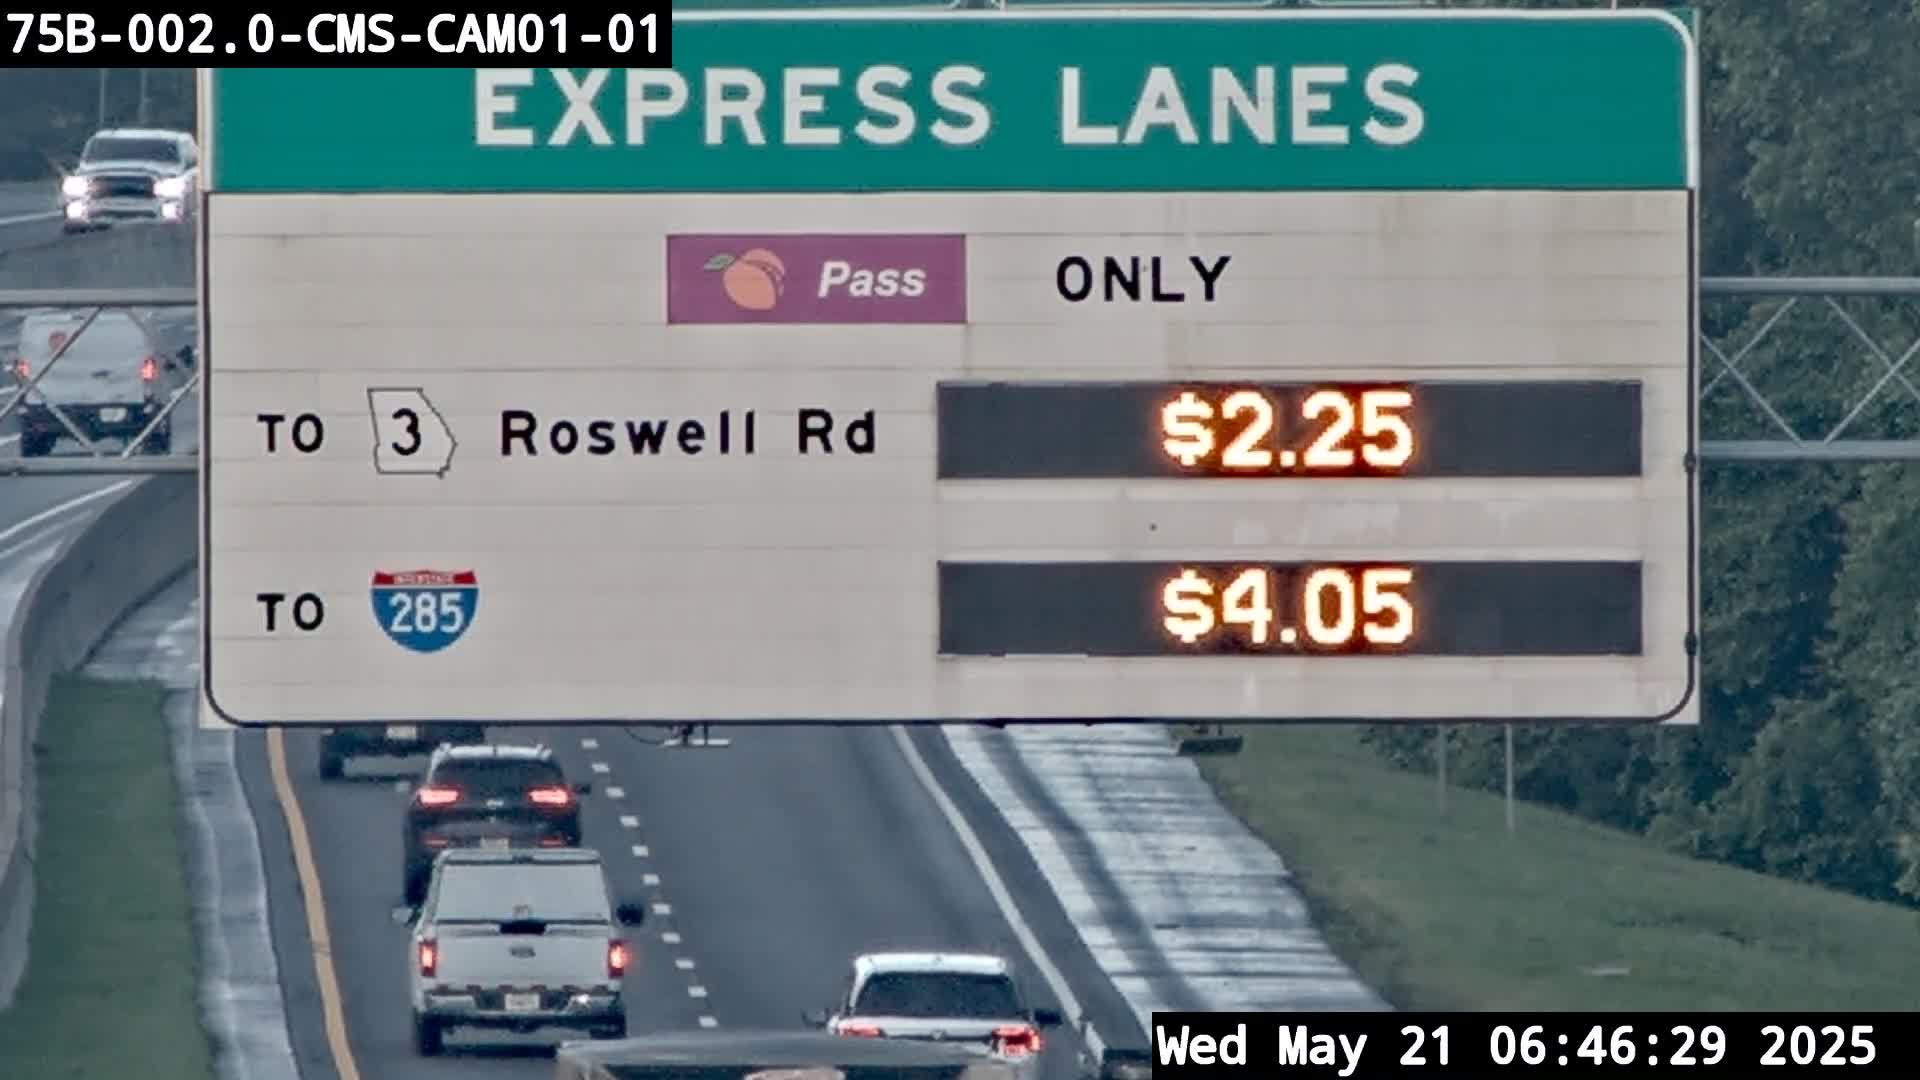 75B-002.0-CMS-CAM01-01
EXPRESS LANES
Pass ONLY
TO 3 Roswell Rd $2.25
INTERSTATE
TO 285 $4.05
Wed May 21 06:46:29 2025